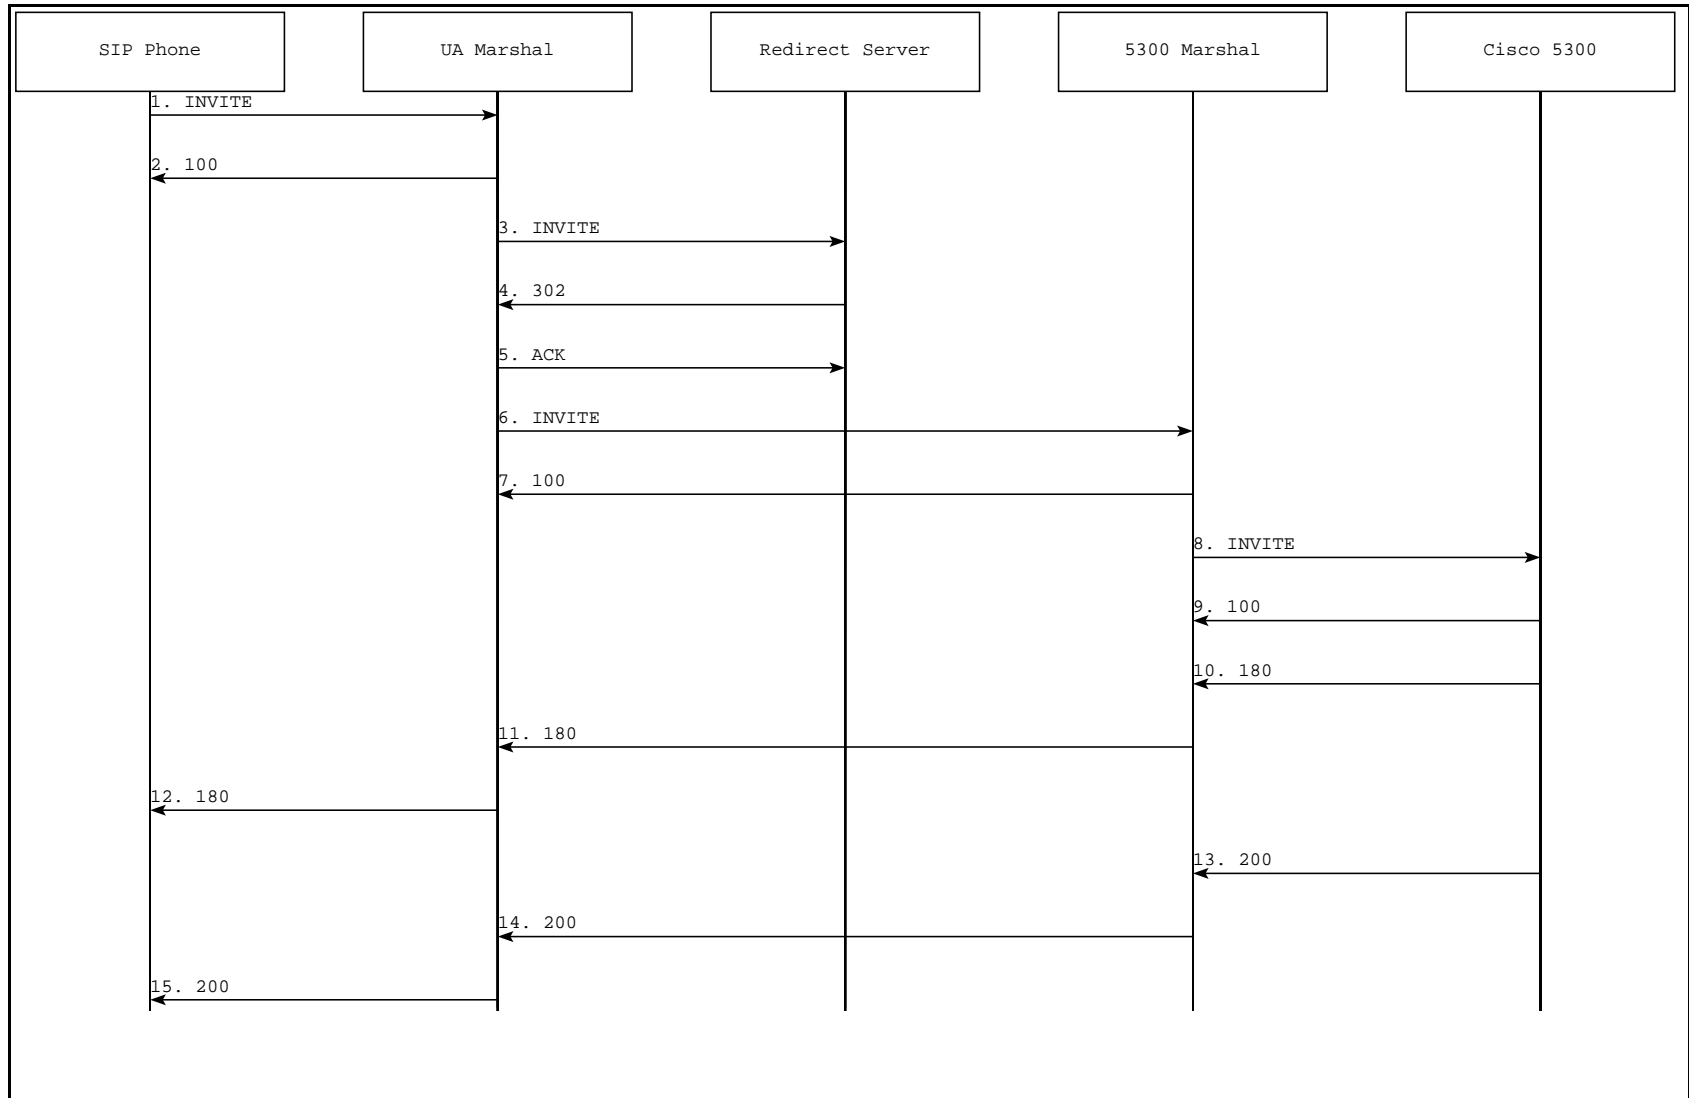 SIP Phone
UA Marshal
Redirect Server
5300 Marshal
Cisco 5300
1. INVITE
2. 100
3. INVITE
4. 302
5. ACK
6. INVITE
7. 100
8. INVITE
9. 100
10. 180
11. 180
12. 180
13. 200
14. 200
15. 200